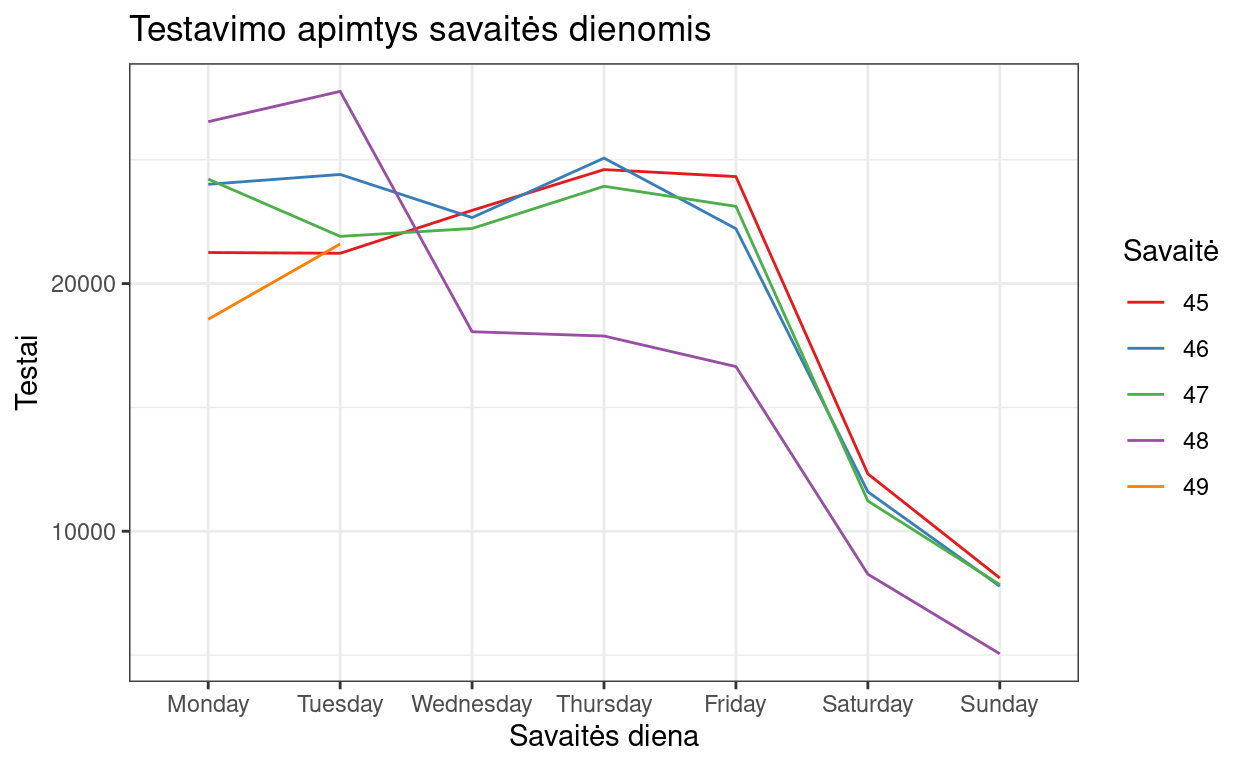 Testavimo apimtys savaitės dienomis
Testai
20000
10000
Monday Tuesday Wednesday Thursday Friday Saturday Sunday
Savaitės diena
Savaitė
45
46
47
48
49